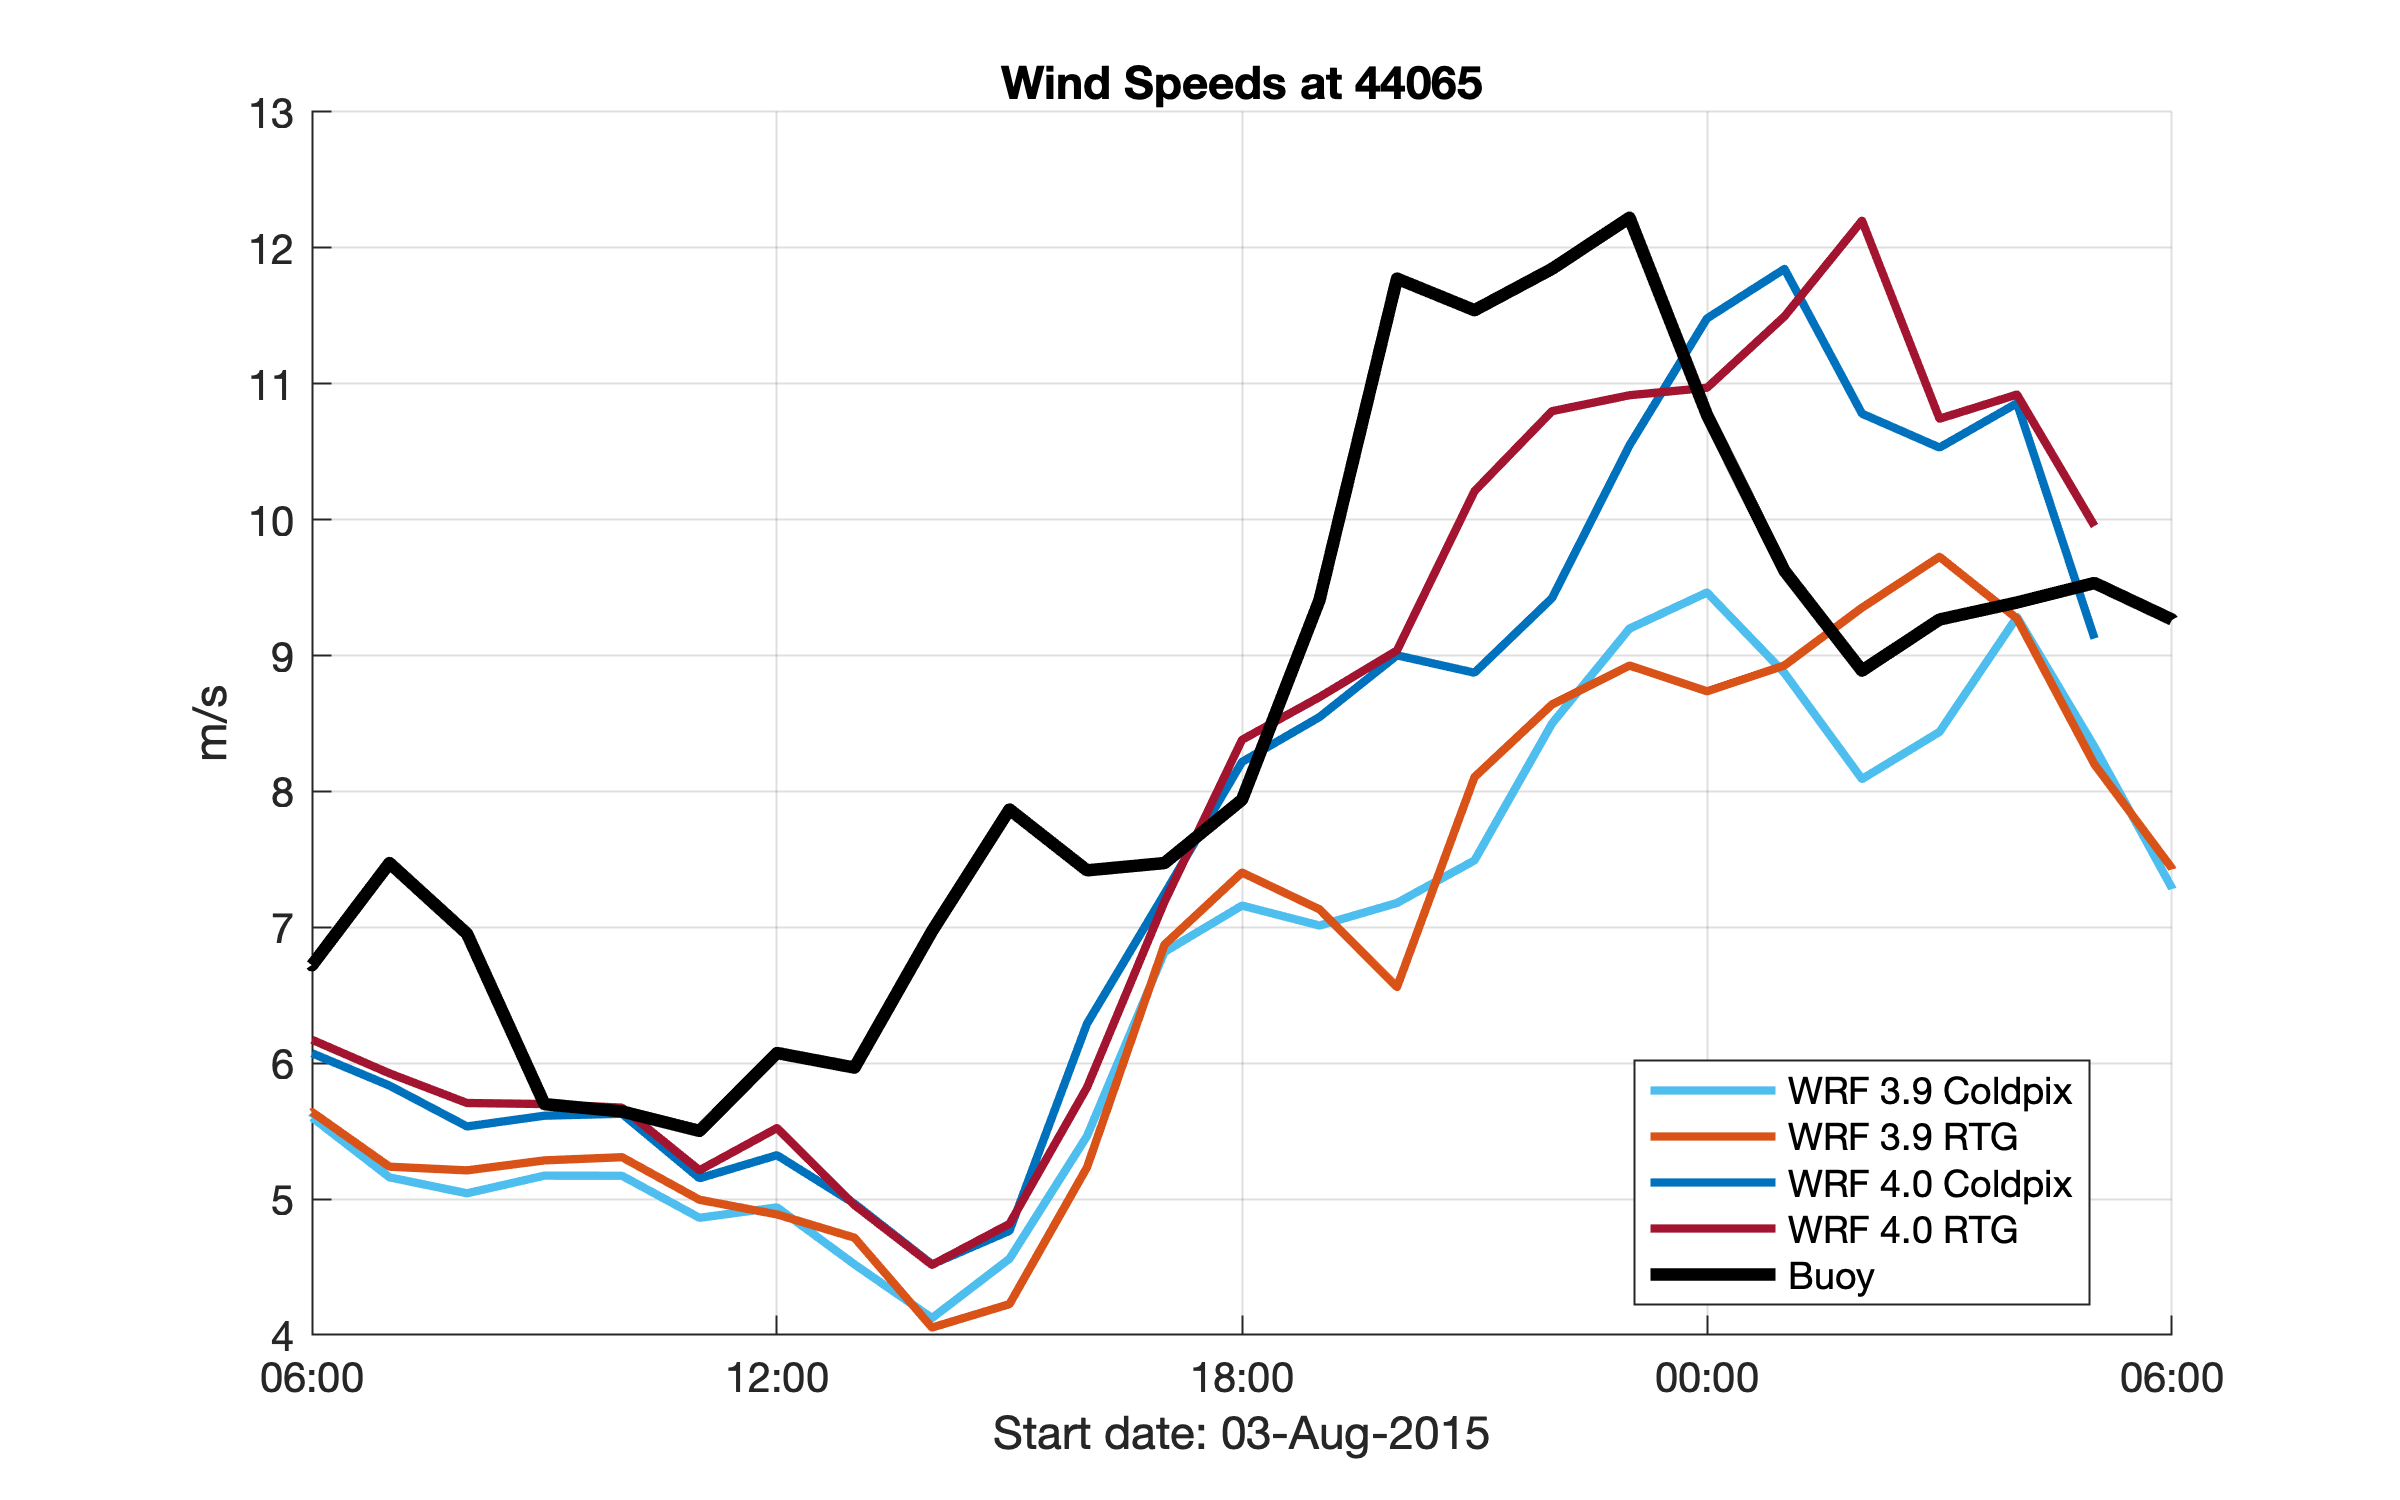 Wind Speeds at 44065
13
12
11
10
9
8
7
6
5
4
m/s
06:00
12:00
18:00
00:00
06:00
Start date: 03-Aug-2015
WRF 3.9 Coldpix
WRF 3.9 RTG
WRF 4.0 Coldpix
WRF 4.0 RTG
Buoy